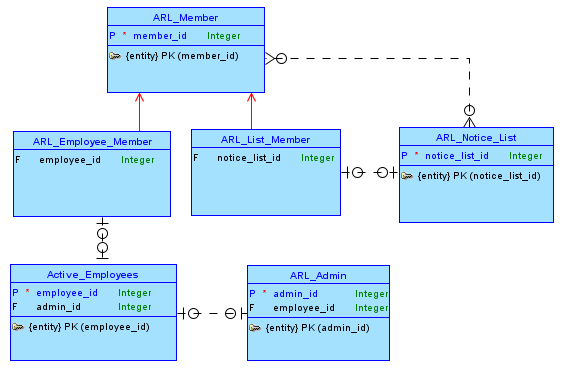 ARL_Member
P * member_id Integer
{entity} PK (member_id)
ARL_Employee_Member
F employee_id Integer
ARL_List_Member
F notice_list_id Integer
ARL_Notice_List
P * notice_list_id Integer
{entity} PK (notice_list_id)
Active_Employees
P * employee_id Integer
F admin_id Integer
{entity} PK (employee_id)
ARL_Admin
P * admin_id Integer
F employee_id Integer
{entity} PK (admin_id)